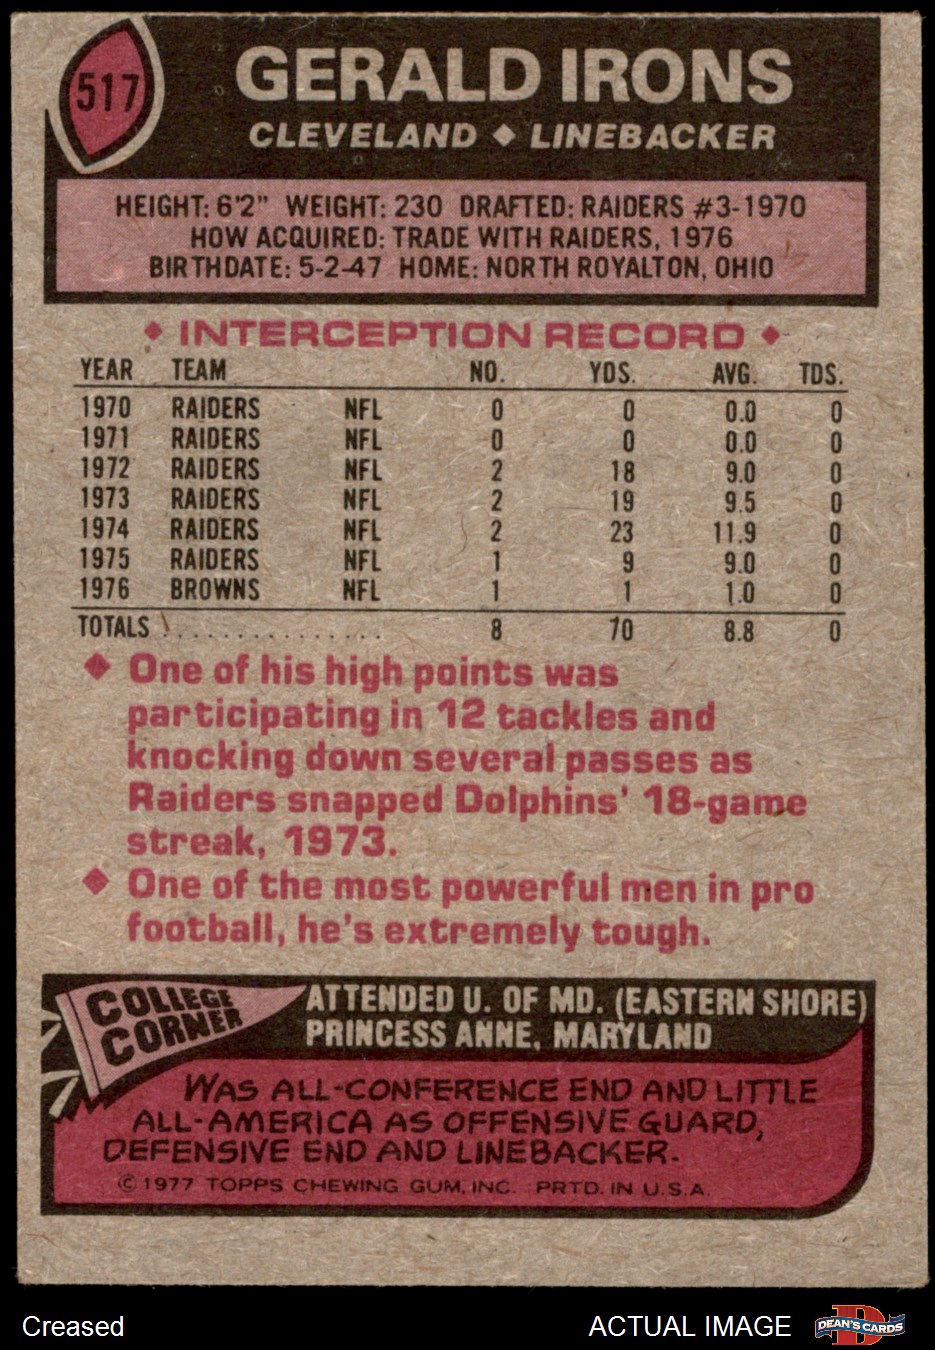 517
GERALD IRONS
CLEVELAND ◆ LINEBACKER
HEIGHT: 6'2" WEIGHT: 230 DRAFTED: RAIDERS #3-1970
HOW ACQUIRED: TRADE WITH RAIDERS, 1976
BIRTHDATE: 5-2-47 HOME: NORTH ROYALTON, OHIO
◆ INTERCEPTION RECORD ◆
YEAR TEAM NO. YDS. AVG. TDS.
1970 RAIDERS NFL 0 0 0.0 0
1971 RAIDERS NFL 0 0 0.0 0
1972 RAIDERS NFL 2 18 9.0 0
1973 RAIDERS NFL 2 19 9.5 0
1974 RAIDERS NFL 2 23 11.9 0
1975 RAIDERS NFL 1 9 9.0 0
1976 BROWNS NFL 1 1 1.0 0
TOTALS ............... 8 70 8.8 0
◆ One of his high points was
participating in 12 tackles and
knocking down several passes as
Raiders snapped Dolphins' 18-game
streak, 1973.
◆ One of the most powerful men in pro
football, he's extremely tough.
COLLEGE
CORNER
ATTENDED U. OF MD. (EASTERN SHORE)
PRINCESS ANNE, MARYLAND
WAS ALL-CONFERENCE END AND LITTLE
ALL-AMERICA AS OFFENSIVE GUARD,
DEFENSIVE END AND LINEBACKER.
© 1977 TOPPS CHEWING GUM, INC. PRTD. IN U.S.A.
Creased
ACTUAL IMAGE
D
DEAN'S CARDS